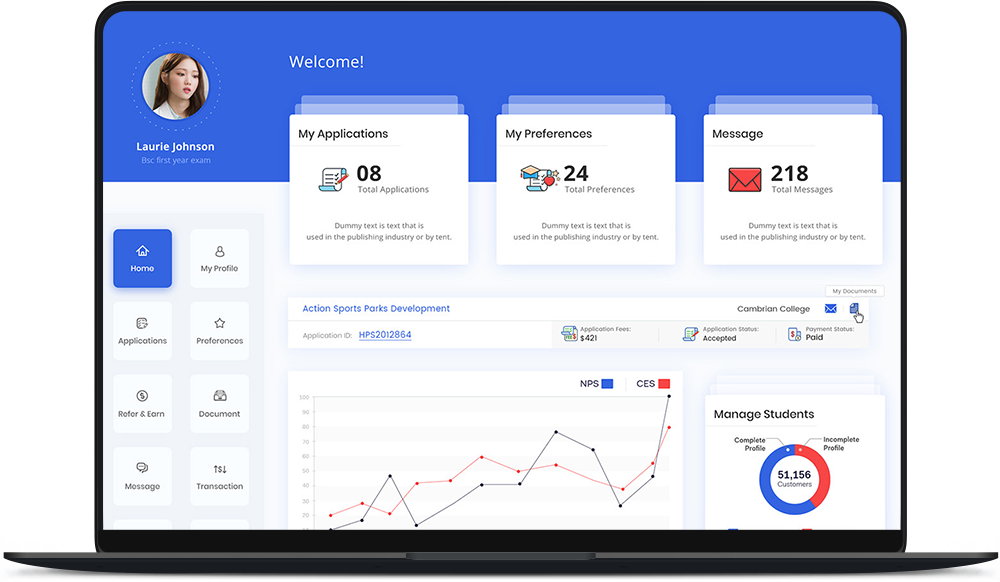 Welcome!
Laurie Johnson
Bsc first year exam
My Applications
08
Total Applications
Dummy text is text that is
used in the publishing industry or by tent.
My Preferences
24
Total Preferences
Dummy text is text that is
used in the publishing industry or by tent.
Message
218
Total Messages
Dummy text is text that is
used in the publishing industry or by tent.
Home
My Profile
Applications
Preferences
Refer & Earn
Document
Message
Transaction
My Documents
Action Sports Parks Development
Cambrian College
Application ID: HPS2012864
Application Fees:
$421
Application Status:
Accepted
Payment Status:
Paid
NPS
CES
100
90
80
70
60
50
40
30
20
10
Manage Students
Complete
Profile
Incomplete
Profile
51,156
Customers